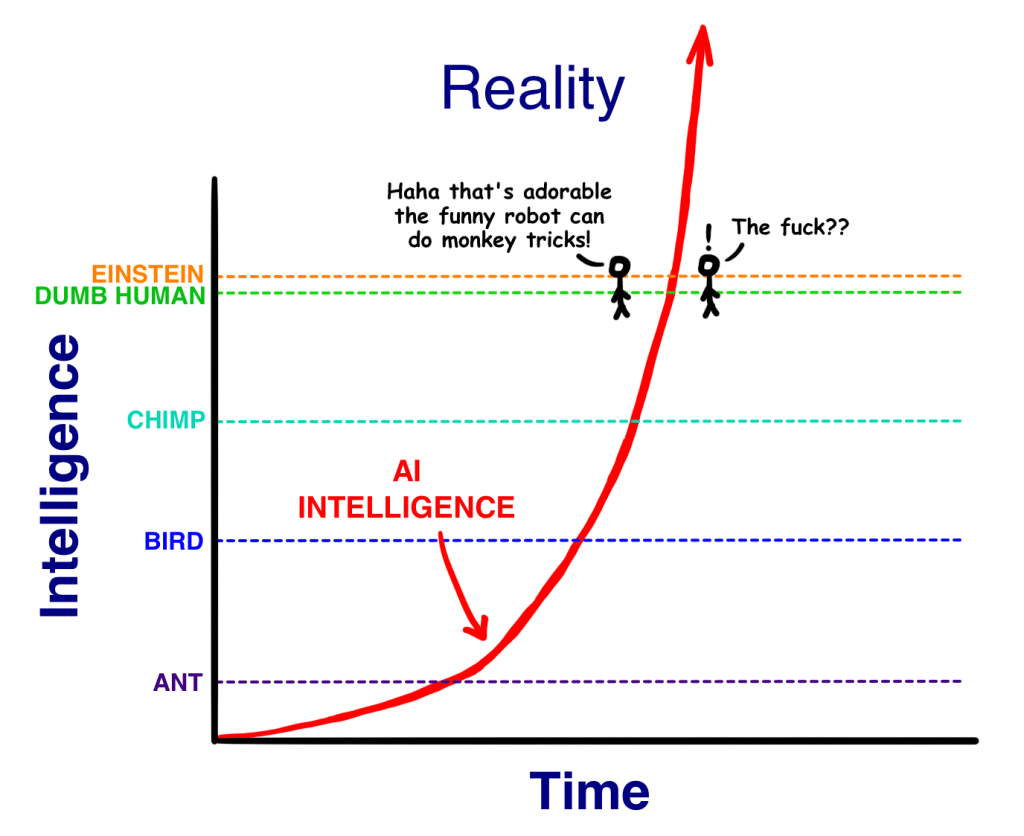 Reality
Haha that's adorable
the funny robot can
do monkey tricks!
!
The fuck??
EINSTEIN
DUMB HUMAN
CHIMP
AI
INTELLIGENCE
BIRD
ANT
Intelligence
Time